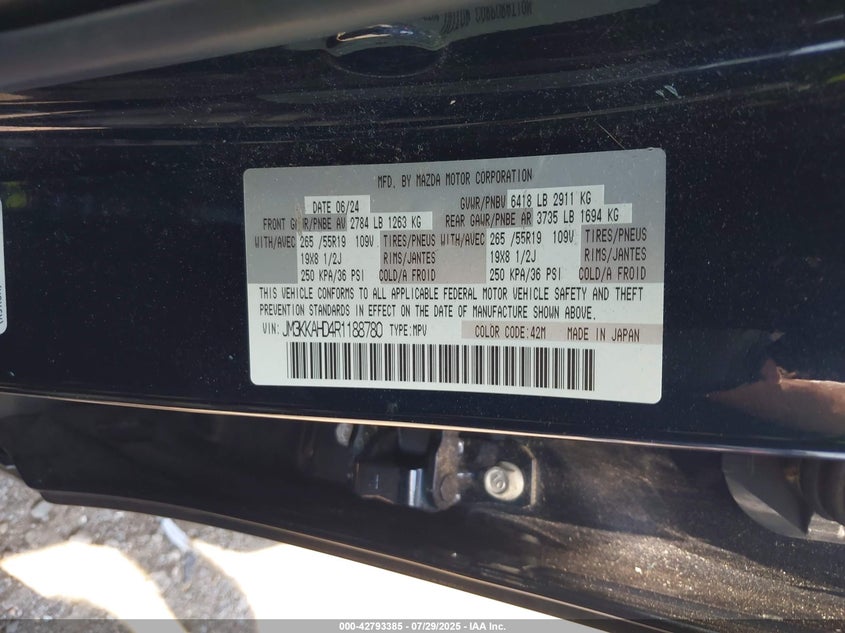 MFD. BY MAZDA MOTOR CORPORATION
DATE 06/24 GVWR/PNBV 6418 LB 2911 KG
FRONT GWR/PNBE AV 2784 LB 1263 KG REAR GAWR/PNBE AR 3735 LB 1694 KG
WITH/AVEC 265 /55R19 109V TIRES/PNEUS WITH/AVEC 265 /55R19 109V TIRES/PNEUS
19X8 1/2J RIMS/JANTES 19X8 1/2J RIMS/JANTES
250 KPA/36 PSI COLD/A FROID 250 KPA/36 PSI COLD/A FROID
THIS VEHICLE CONFORMS TO ALL APPLICABLE FEDERAL MOTOR VEHICLE SAFETY AND THEFT
PREVENTION STANDARDS IN EFFECT ON THE DATE OF MANUFACTURE SHOWN ABOVE.
VIN: JM3KKAHD4R1188780 TYPE:MPV COLOR CODE:42M MADE IN JAPAN
000-42793385 | 07/29/2025 | IAA Inc.